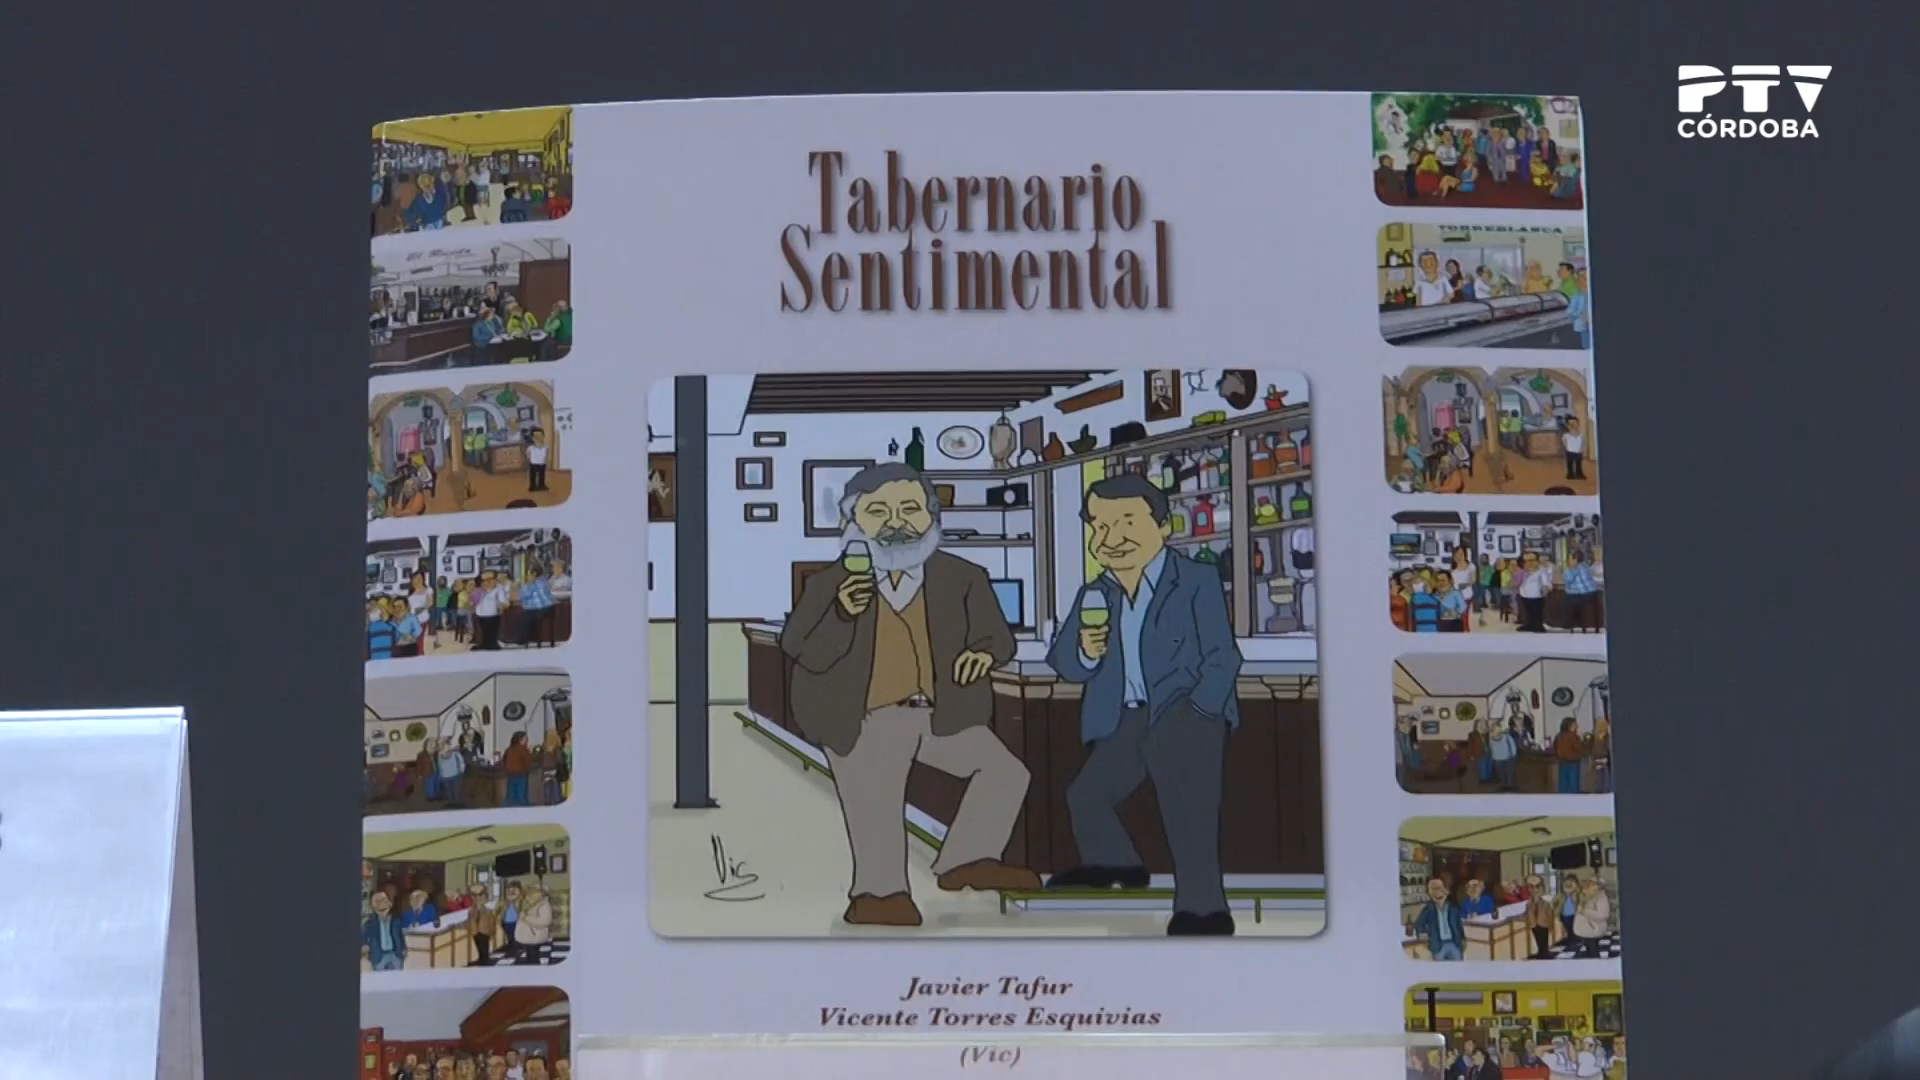 PTV
CÓRDOBA
Tabernario
Sentimental
TORREBLANCA
Vic
Javier Tafur
Vicente Torres Esquivias
(Vic)